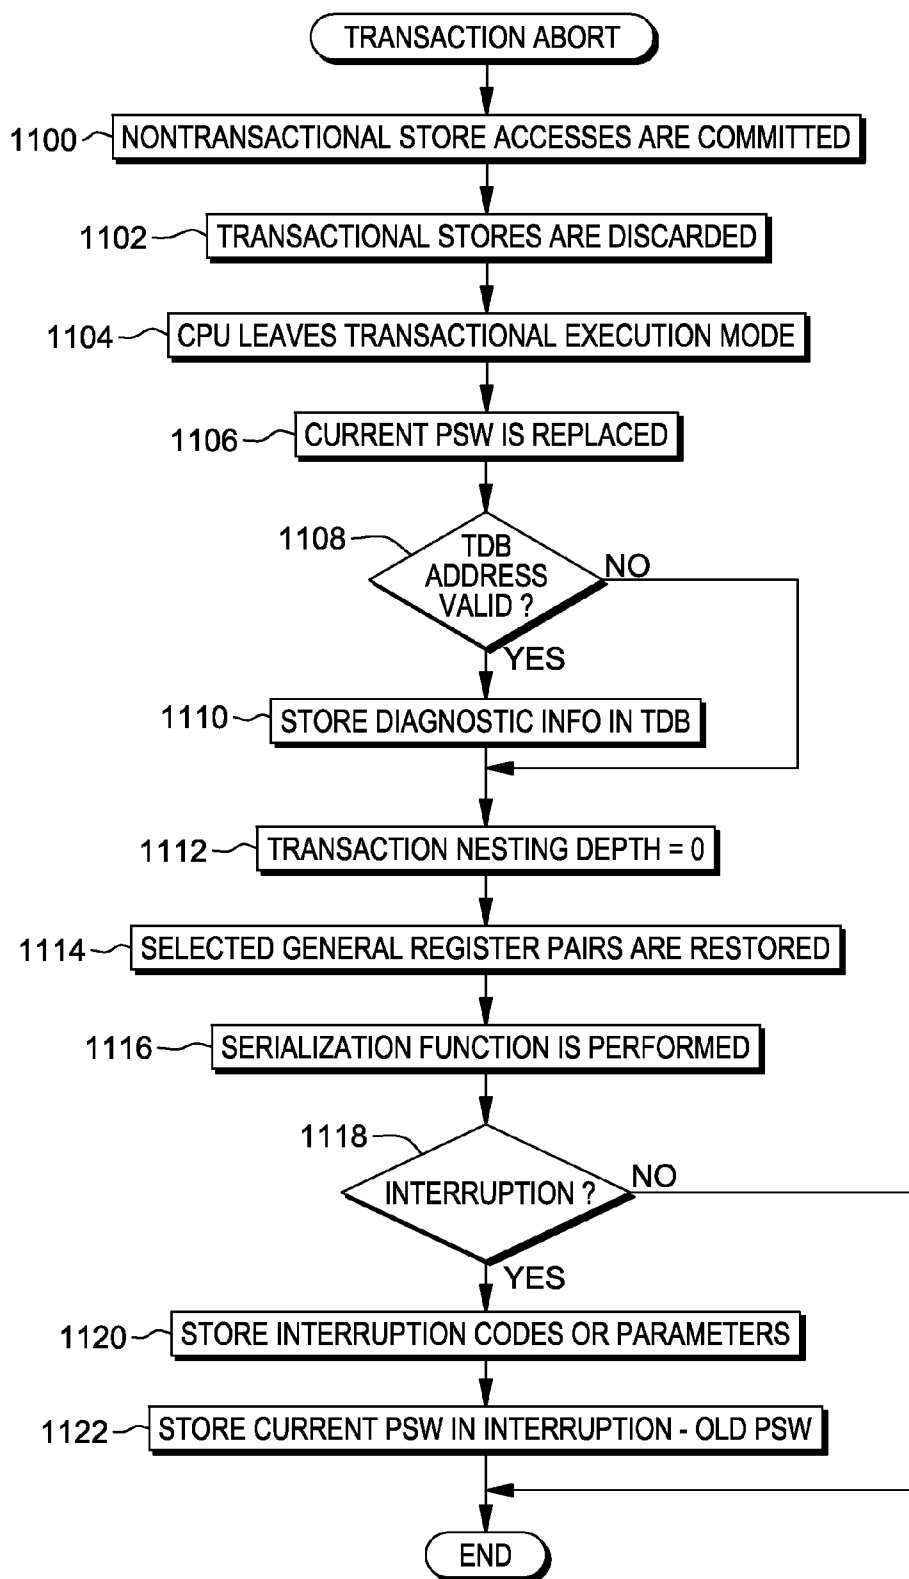 TRANSACTION ABORT
1100
NONTRANSACTIONAL STORE ACCESSES ARE COMMITTED
1102
TRANSACTIONAL STORES ARE DISCARDED
1104
CPU LEAVES TRANSACTIONAL EXECUTION MODE
1106
CURRENT PSW IS REPLACED
1108
TDB
ADDRESS
VALID ?
NO
YES
1110
STORE DIAGNOSTIC INFO IN TDB
1112
TRANSACTION NESTING DEPTH = 0
1114
SELECTED GENERAL REGISTER PAIRS ARE RESTORED
1116
SERIALIZATION FUNCTION IS PERFORMED
1118
INTERRUPTION ?
NO
YES
1120
STORE INTERRUPTION CODES OR PARAMETERS
1122
STORE CURRENT PSW IN INTERRUPTION - OLD PSW
END